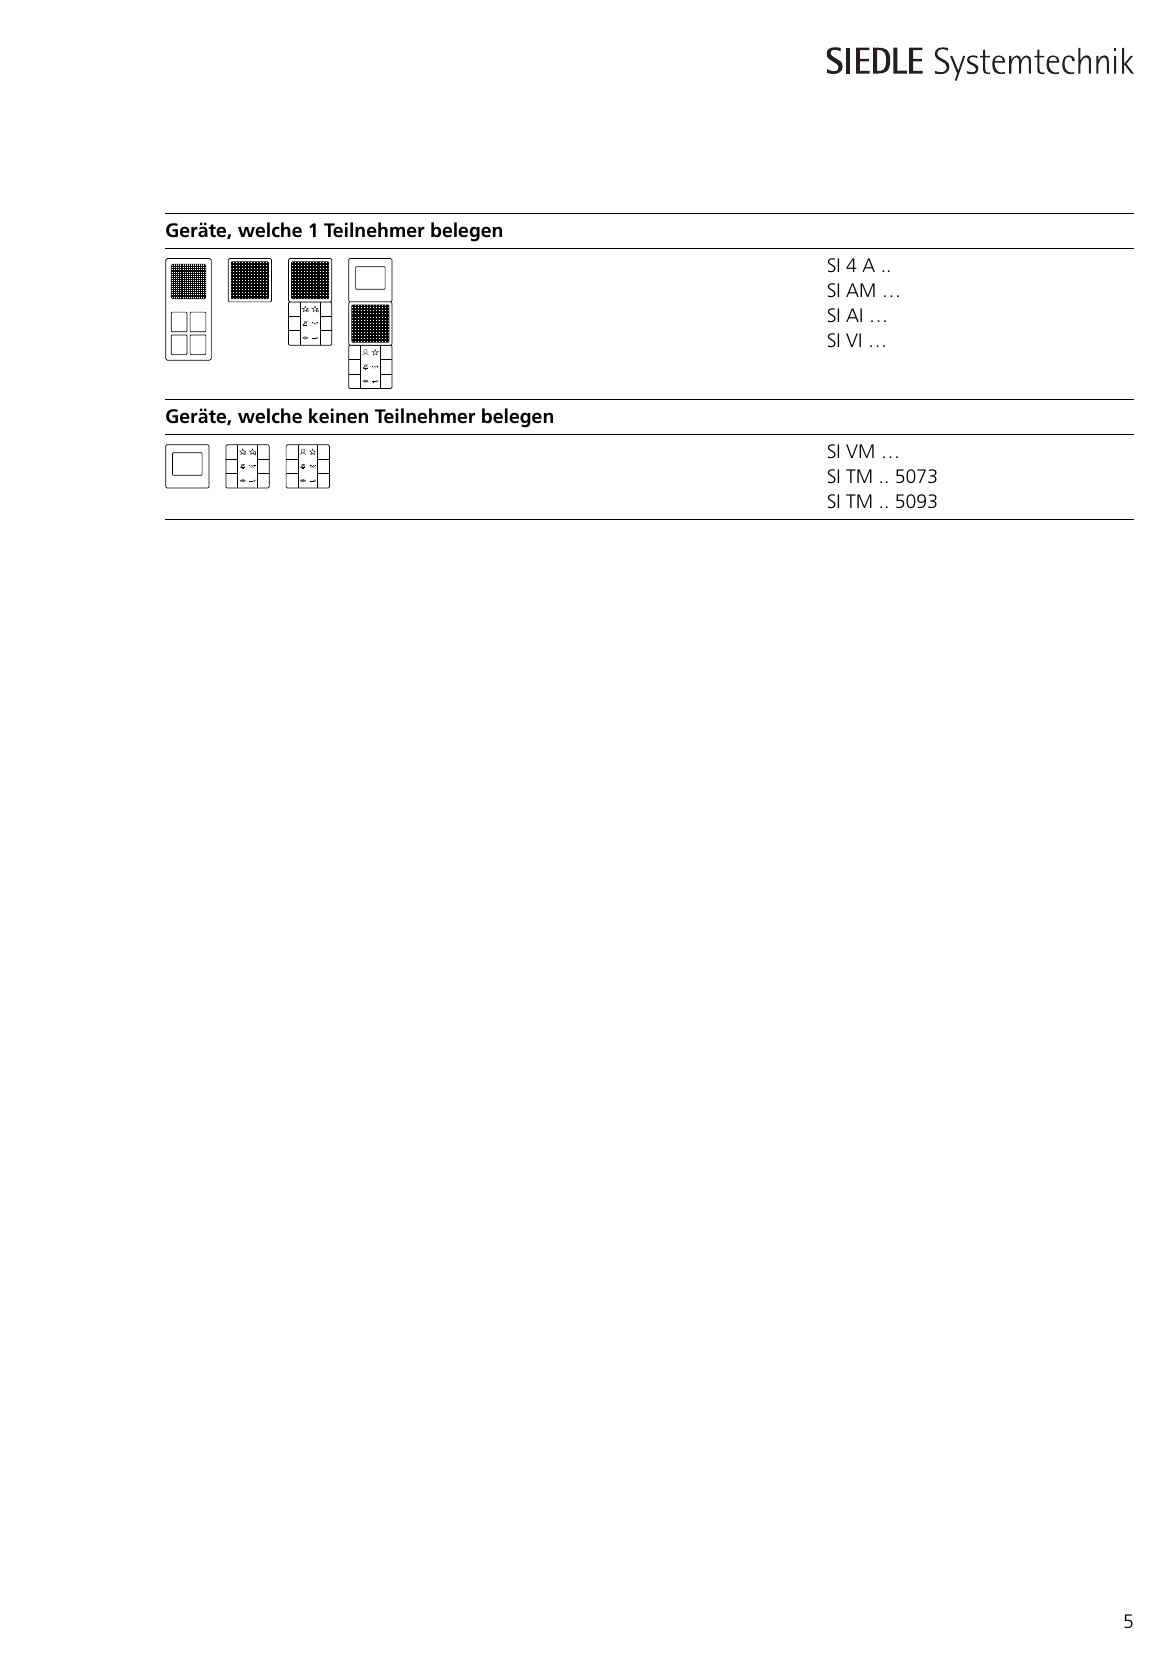 SIEDLE Systemtechnik
Geräte, welche 1 Teilnehmer belegen
SI 4 A ..
SI AM …
SI AI …
SI VI …
Geräte, welche keinen Teilnehmer belegen
SI VM …
SI TM .. 5073
SI TM .. 5093
5